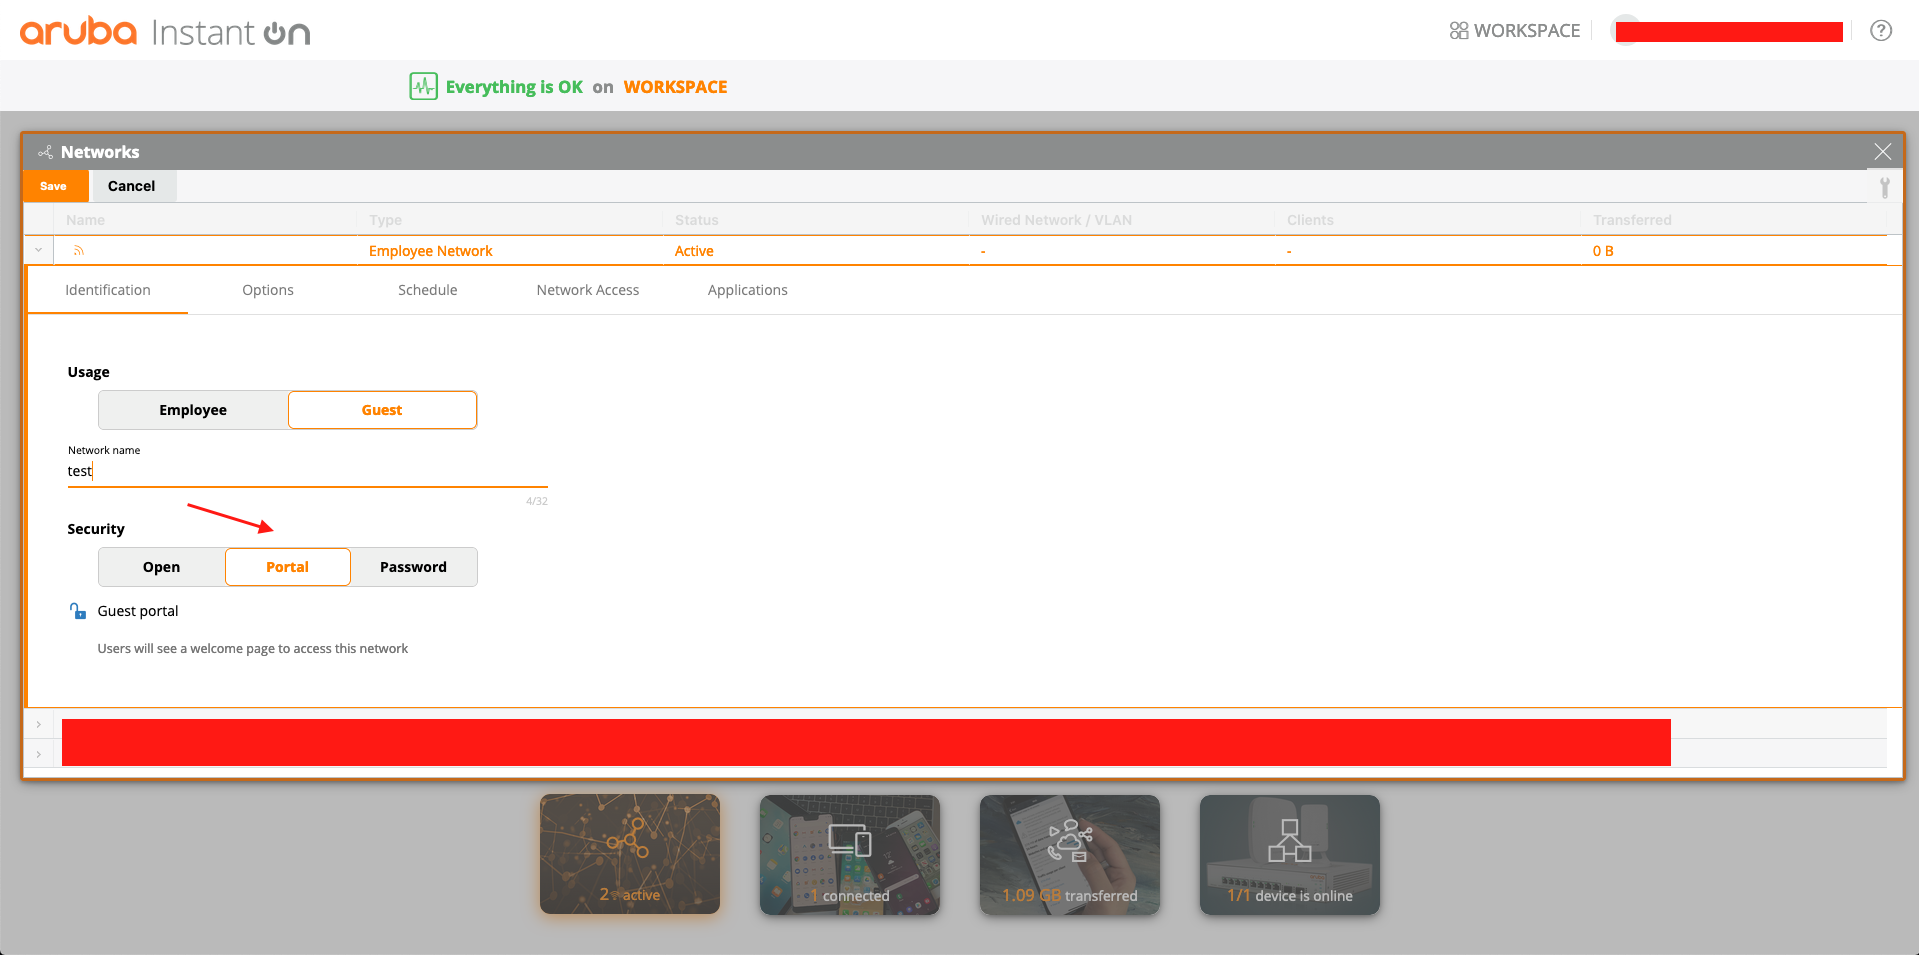 aruba Instant On
WORKSPACE
?
Everything is OK on WORKSPACE
Networks
Save
Cancel
Name Type Status Wired Network / VLAN Clients Transferred
Employee Network Active - - 0 B
Identification Options Schedule Network Access Applications
Usage
Employee Guest
Network name
test
4/32
Security
Open Portal Password
Guest portal
Users will see a welcome page to access this network
2 active
1 connected
1.09 GB transferred
1/1 device is online